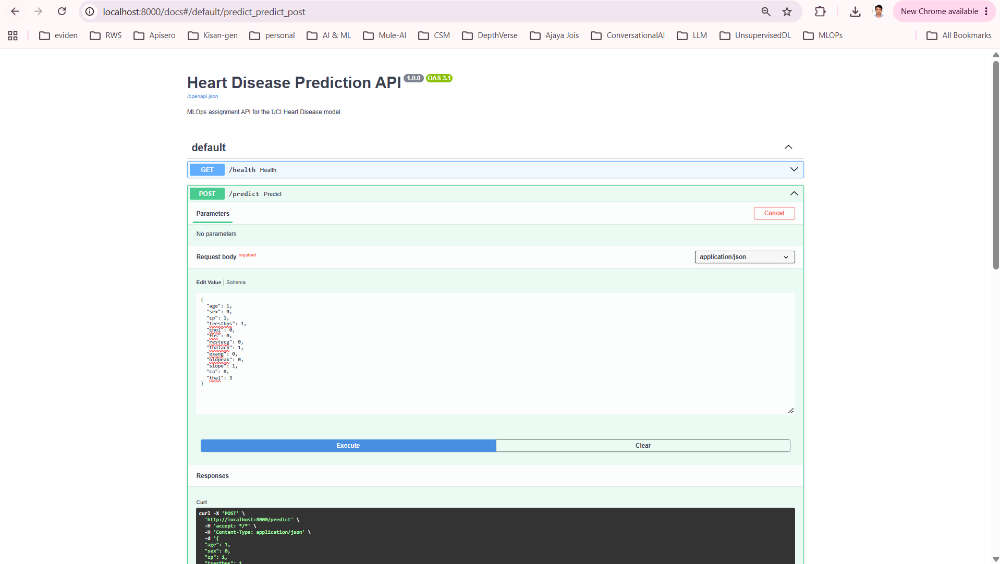 localhost:8000/docs#/default/predict_predict_post
New Chrome available
eviden RWS Apisero Kisan-gen personal AI & ML Mule-AI CSM DepthVerse Ajaya Jois ConversationalAI LLM UnsupervisedDL MLOPs All Bookmarks
Heart Disease Prediction API 1.0.0 OAS 3.1
/openapi.json
MLOps assignment API for the UCI Heart Disease model.
default
GET /health Health
POST /predict Predict
Parameters
Cancel
No parameters
Request body required
application/json
Edit Value Schema
{
"age": 1,
"sex": 0,
"cp": 1,
"trestbps": 1,
"chol": 0,
"fbs": 0,
"restecg": 0,
"thalach": 1,
"exang": 0,
"oldpeak": 0,
"slope": 1,
"ca": 0,
"thal": 3
}
Execute
Clear
Responses
Curl
curl -X 'POST' \
'http://localhost:8000/predict' \
-H 'accept: */*' \
-H 'Content-Type: application/json' \
-d '{
"age": 1,
"sex": 0,
"cp": 1,
"trestbps": 1,